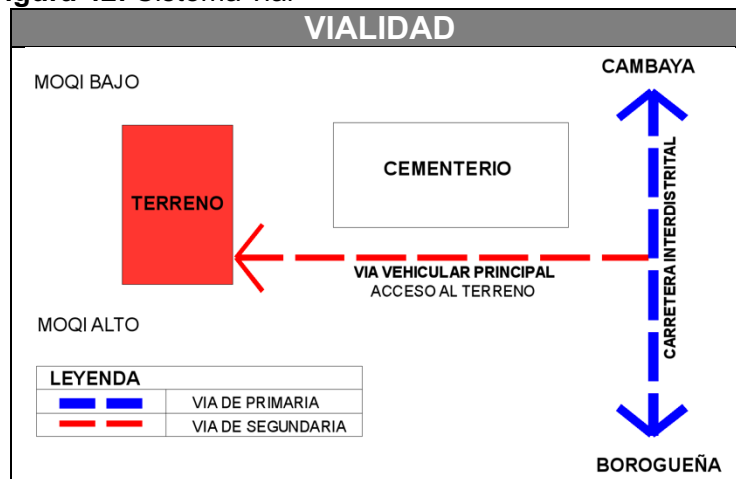 VIALIDAD
CAMBAYA
MOQI BAJO
CEMENTERIO
TERRENO
CARRETERA INTERDISTRITAL
VIA VEHICULAR PRINCIPAL
ACCESO AL TERRENO
MOQI ALTO
LEYENDA
VIA DE PRIMARIA
VIA DE SEGUNDARIA
BOROGUEÑA